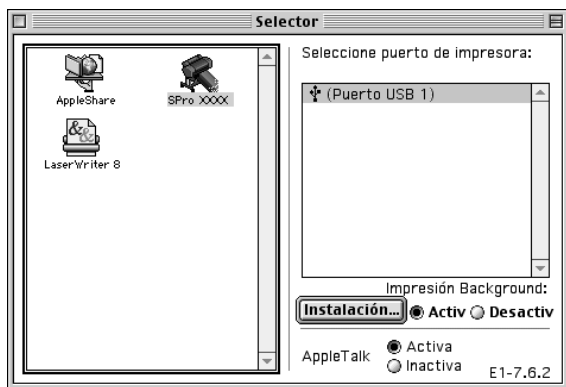 Selector
AppleShare
SPro XXXX
LaserWriter 8
Seleccione puerto de impresora:
(Puerto USB 1)
Impresión Background:
Instalación... Activ Desactiv
AppleTalk Activa
Inactiva
E1-7.6.2